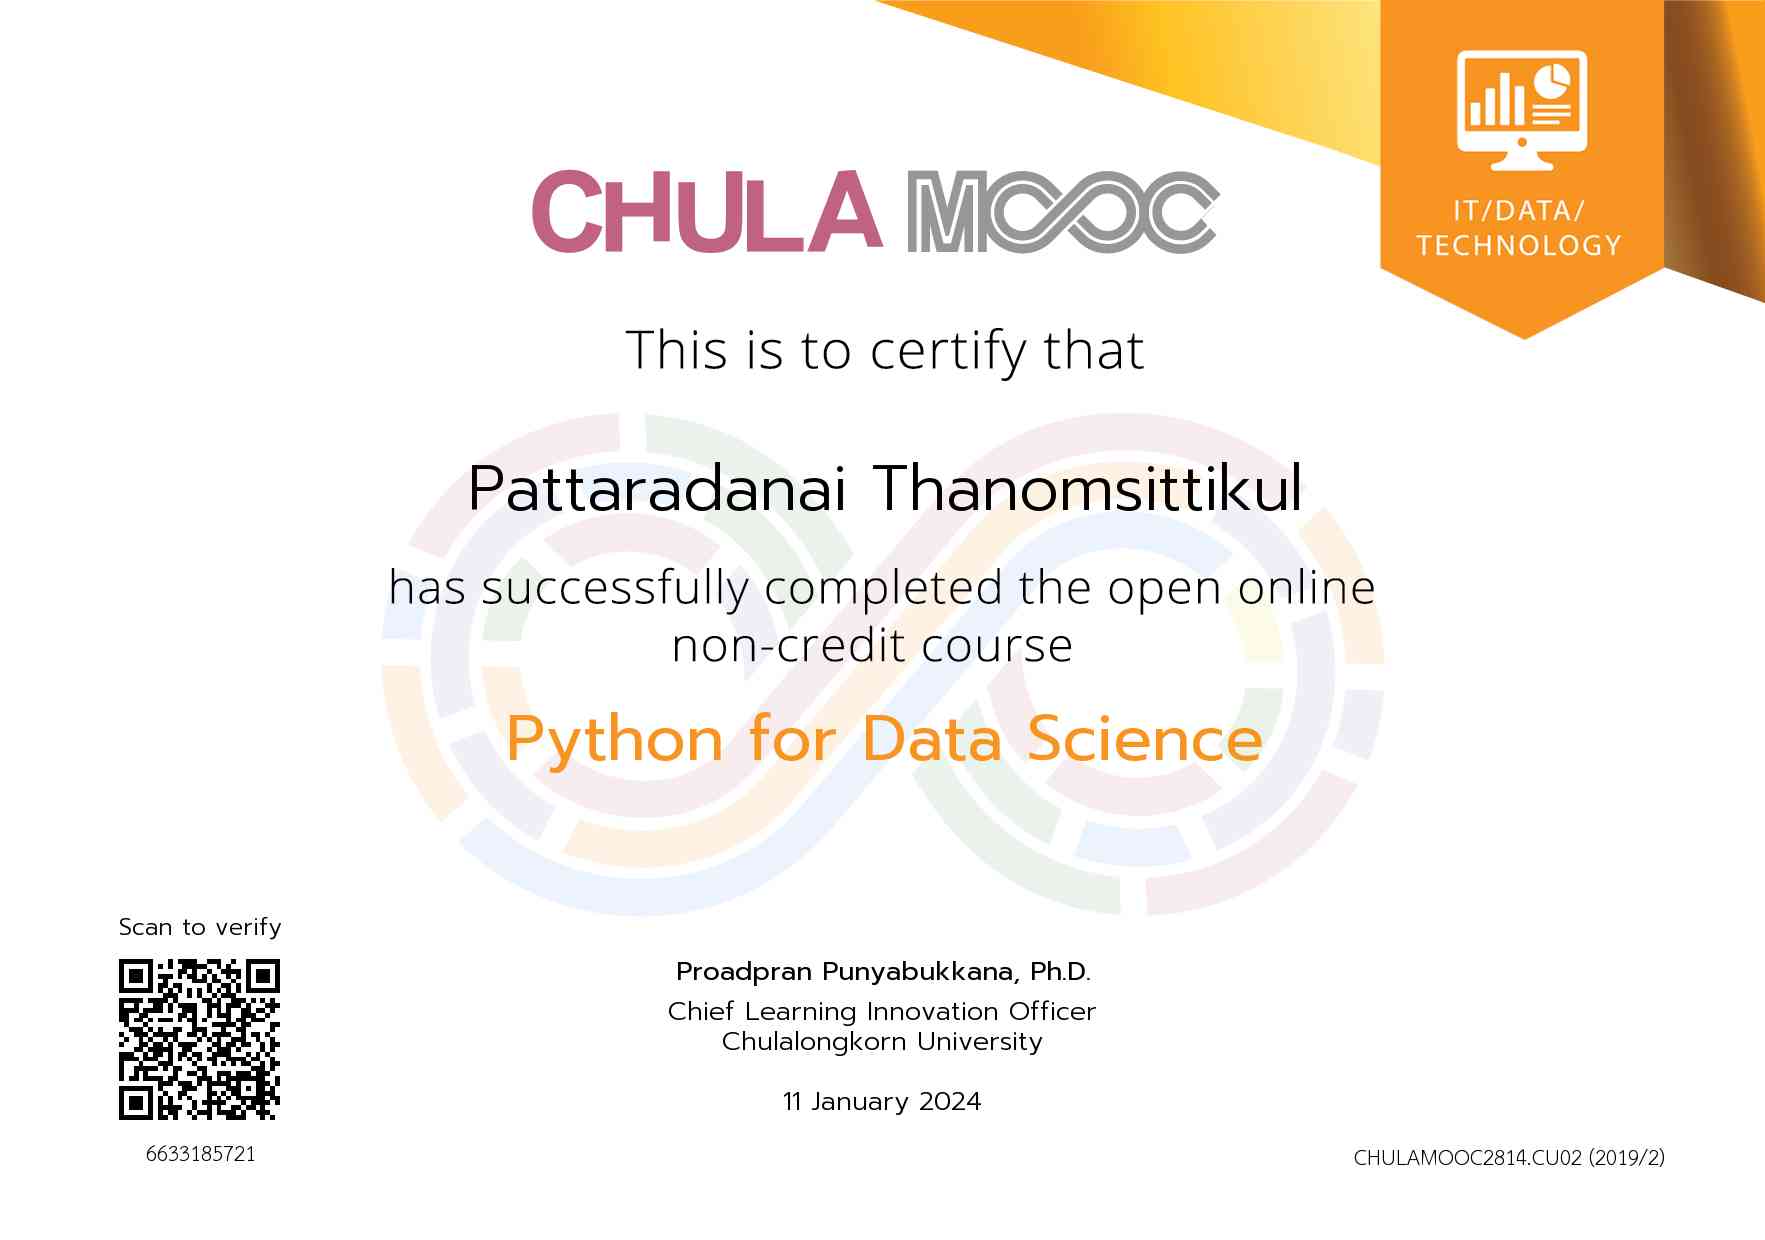 CHULA MOOC
IT/DATA/
TECHNOLOGY
This is to certify that
Pattaradanai Thanomsittikul
has successfully completed the open online
non-credit course
Python for Data Science
Scan to verify
6633185721
Proadpran Punyabukkana, Ph.D.
Chief Learning Innovation Officer
Chulalongkorn University
11 January 2024
CHULAMOOC2814.CU02 (2019/2)